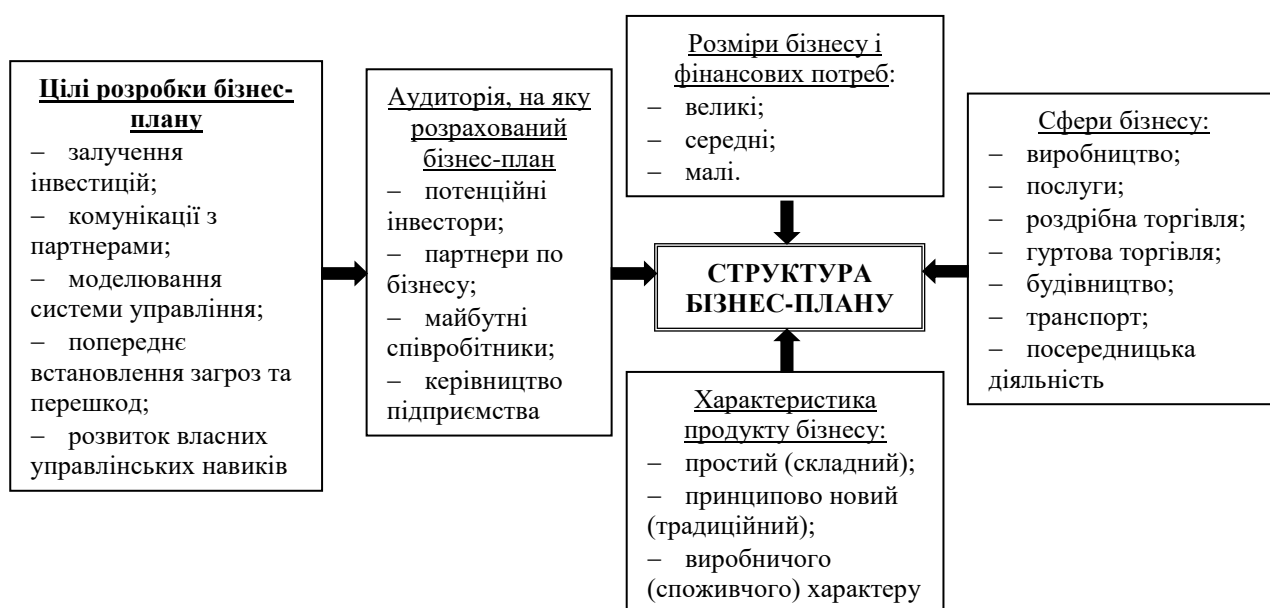 Цілі розробки бізнес-
плану
− залучення
інвестицій;
− комунікації з
партнерами;
− моделювання
системи управління;
− попереднє
встановлення загроз та
перешкод;
− розвиток власних
управлінських навиків
Аудиторія, на яку
розрахований
бізнес-план
− потенційні
інвестори;
− партнери по
бізнесу;
− майбутні
співробітники;
− керівництво
підприємства
Розміри бізнесу і
фінансових потреб:
− великі;
− середні;
− малі.
СТРУКТУРА
БІЗНЕС-ПЛАНУ
Характеристика
продукту бізнесу:
− простий (складний);
− принципово новий
(традиційний);
− виробничого
(споживчого) характеру
Сфери бізнесу:
− виробництво;
− послуги;
− роздрібна торгівля;
− гуртова торгівля;
− будівництво;
− транспорт;
− посередницька
діяльність